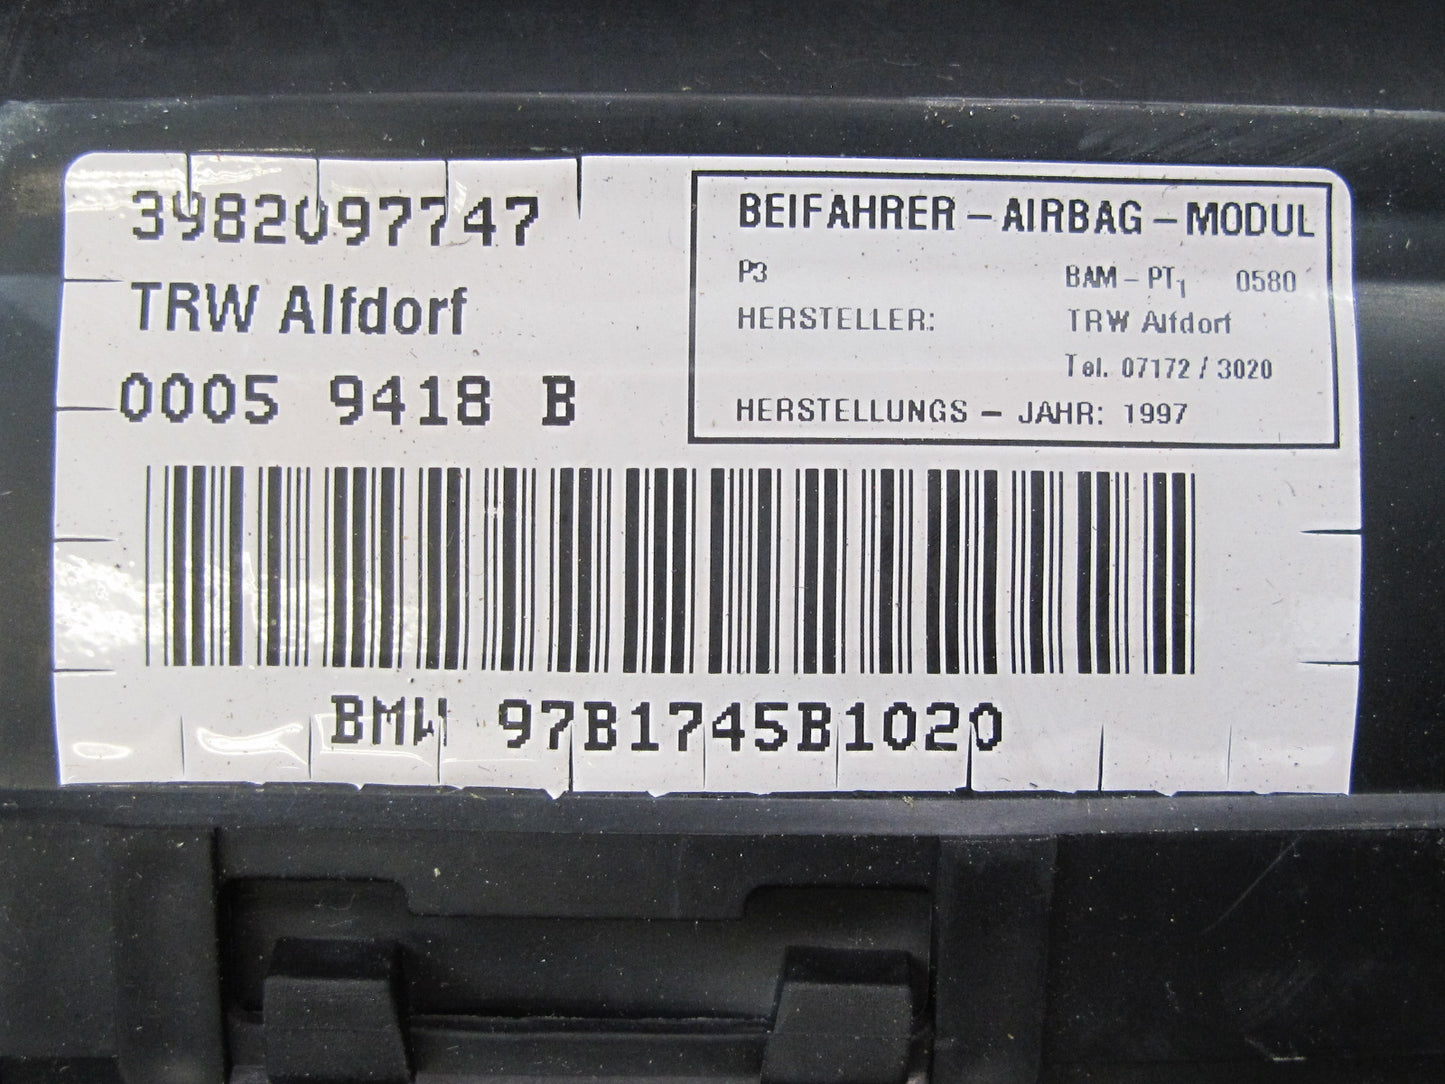 3982097747
TRW Alfdorf
0005 9418 B
BEIFAHRER – AIRBAG – MODUL
P3 BAM – PT1 0580
HERSTELLER: TRW Alfdorf
Tel. 07172 / 3020
HERSTELLUNGS – JAHR: 1997
BMW 97B1745B1020